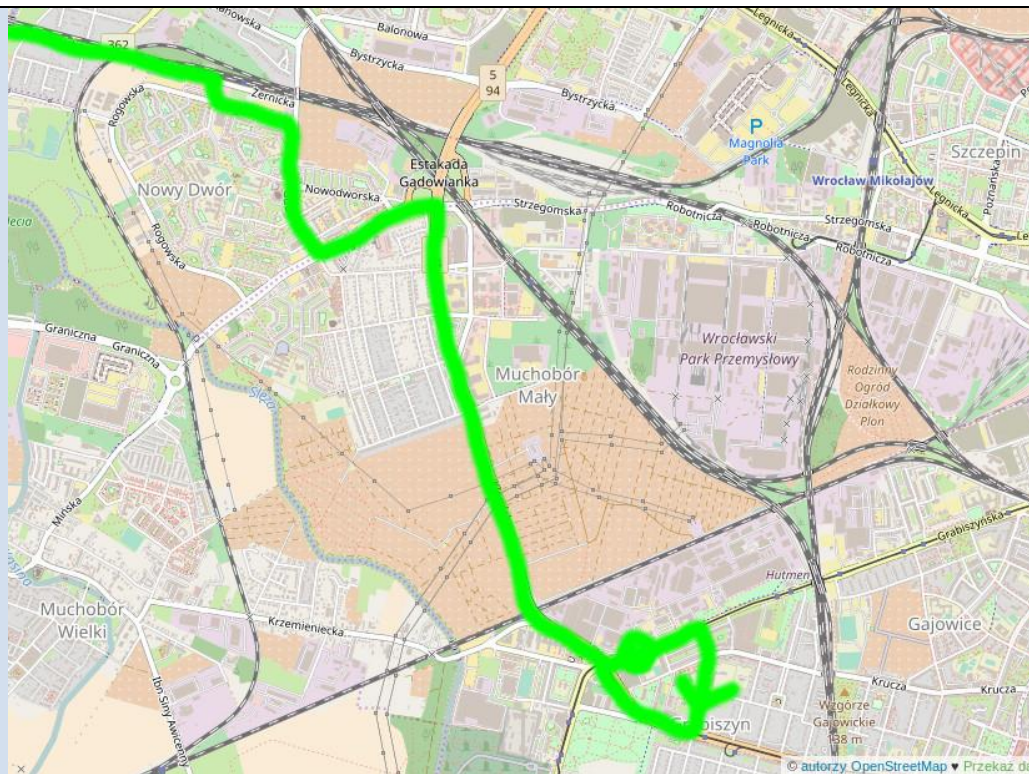 362
Balonowa
Bystrzycka
5
94
Bystrzycka
Legnicka
Legnicka
Rogowska
Żernicka
P
Magnolia
Park
Szczepin
Poznańska
Estakada
Gądowianka
Nowy Dwór
Nowodworska
Wrocław Mikołajów
Legnicka
Strzegomska
Robotnicza
Strzegomska
Robotnicza
Robotnicza
Rogowska
Graniczna
Graniczna
Ślęza
Muchobór
Mały
Wrocławski
Park Przemysłowy
Rodzinny
Ogród
Działkowy
Plon
Mińska
Grabiszyńska
Hutmen
Muchobór
Wielki
Krzemieniecka
Gajowice
Ibn Siny Awicenny
Krucza
Krucza
Grabiszyn
Wzgórze
Gajowickie
138 m
© autorzy OpenStreetMap ♥ Przekaż